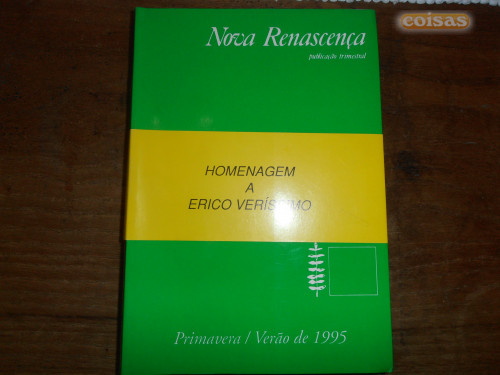 coisas
Nova Renascença
publicação trimestral
HOMENAGEM
A
ERICO VERÍSSIMO
Primavera / Verão de 1995